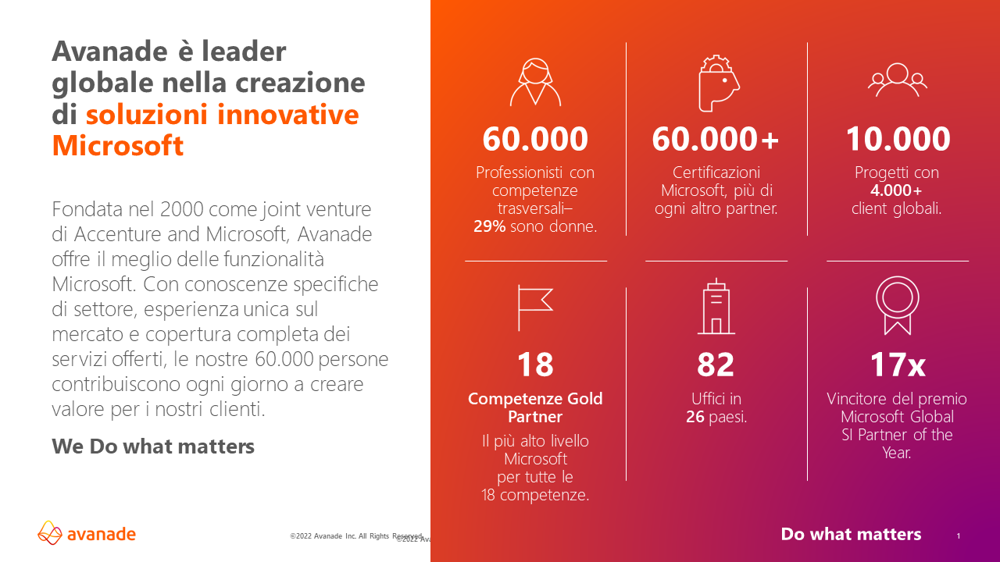 Avanade è leader
globale nella creazione
di soluzioni innovative
Microsoft
Fondata nel 2000 come joint venture
di Accenture and Microsoft, Avanade
offre il meglio delle funzionalità
Microsoft. Con conoscenze specifiche
di settore, esperienza unica sul
mercato e copertura completa dei
servizi offerti, le nostre 60.000 persone
contribuiscono ogni giorno a creare
valore per i nostri clienti.
We Do what matters
60.000
Professionisti con
competenze
trasversali–
29% sono donne.
60.000+
Certificazioni
Microsoft, più di
ogni altro partner.
10.000
Progetti con
4.000+
client globali.
18
Competenze Gold
Partner
Il più alto livello
Microsoft
per tutte le
18 competenze.
82
Uffici in
26 paesi.
17x
Vincitore del premio
Microsoft Global
SI Partner of the
Year.
avanade
©2022 Avanade Inc. All Rights Reserved.
©2022 Ava
Do what matters
1